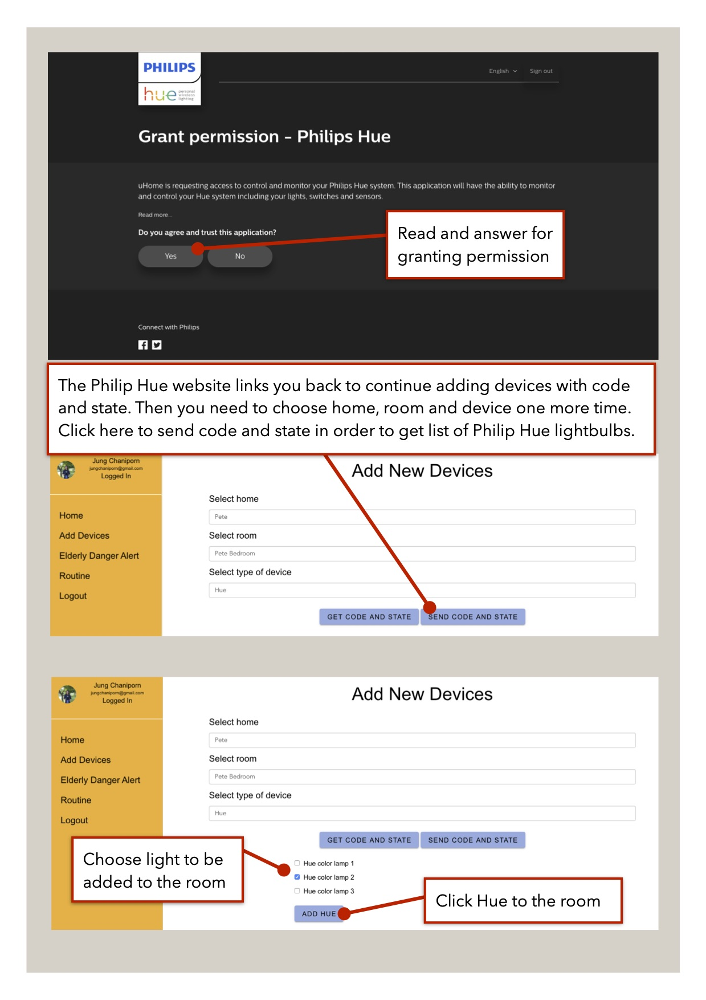 PHILIPS
hue personal wireless lighting
English
Sign out
Grant permission – Philips Hue
uHome is requesting access to control and monitor your Philips Hue system. This application will have the ability to monitor
and control your Hue system including your lights, switches and sensors.
Read more...
Do you agree and trust this application?
Yes
No
Read and answer for
granting permission
Connect with Philips
The Philip Hue website links you back to continue adding devices with code
and state. Then you need to choose home, room and device one more time.
Click here to send code and state in order to get list of Philip Hue lightbulbs.
Jung Chaniporn
jungchaniporn@gmail.com
Logged In
Home
Add Devices
Elderly Danger Alert
Routine
Logout
Add New Devices
Select home
Pete
Select room
Pete Bedroom
Select type of device
Hue
GET CODE AND STATE
SEND CODE AND STATE
Jung Chaniporn
jungchaniporn@gmail.com
Logged In
Home
Add Devices
Elderly Danger Alert
Routine
Logout
Add New Devices
Select home
Pete
Select room
Pete Bedroom
Select type of device
Hue
GET CODE AND STATE
SEND CODE AND STATE
Choose light to be
added to the room
Hue color lamp 1
Hue color lamp 2
Hue color lamp 3
ADD HUE
Click Hue to the room